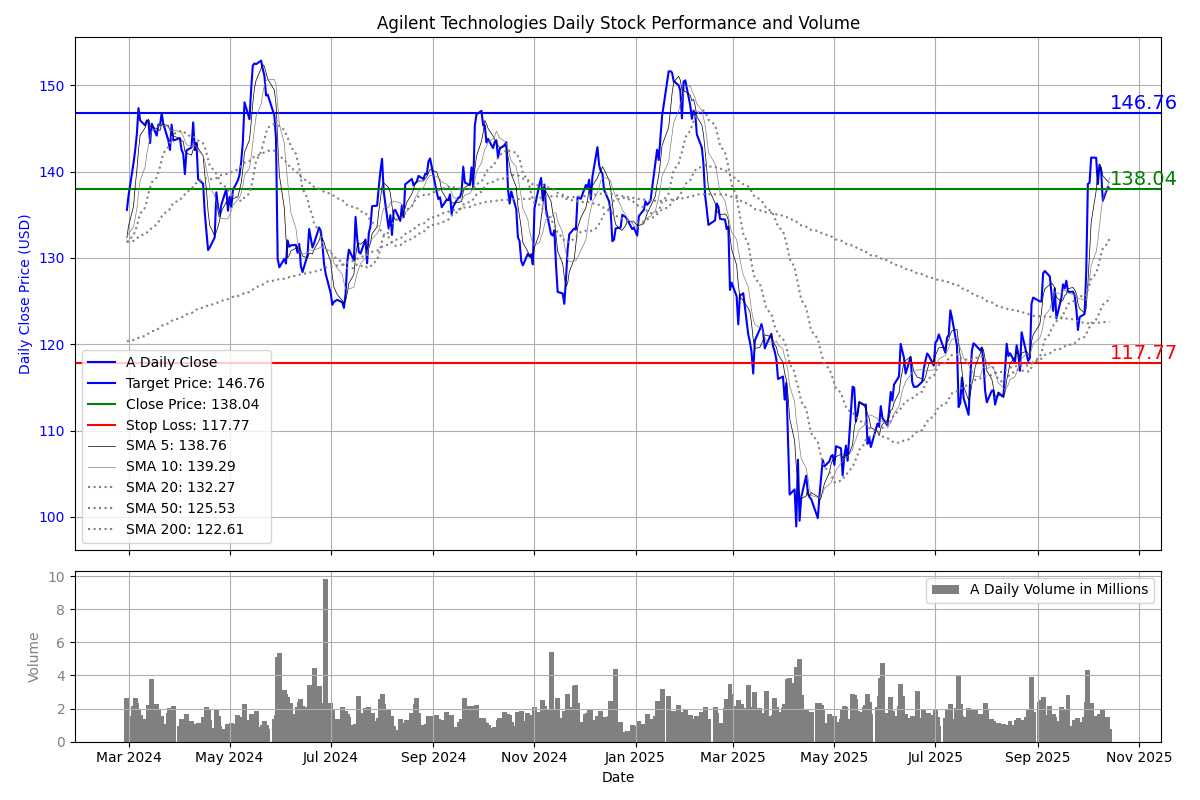 Agilent Technologies Daily Stock Performance and Volume
Daily Close Price (USD)
150
140
130
120
110
100
146.76
138.04
117.77
A Daily Close
Target Price: 146.76
Close Price: 138.04
Stop Loss: 117.77
SMA 5: 138.76
SMA 10: 139.29
SMA 20: 132.27
SMA 50: 125.53
SMA 200: 122.61
Volume
10
8
6
4
2
0
A Daily Volume in Millions
Mar 2024 May 2024 Jul 2024 Sep 2024 Nov 2024 Jan 2025 Mar 2025 May 2025 Jul 2025 Sep 2025 Nov 2025
Date